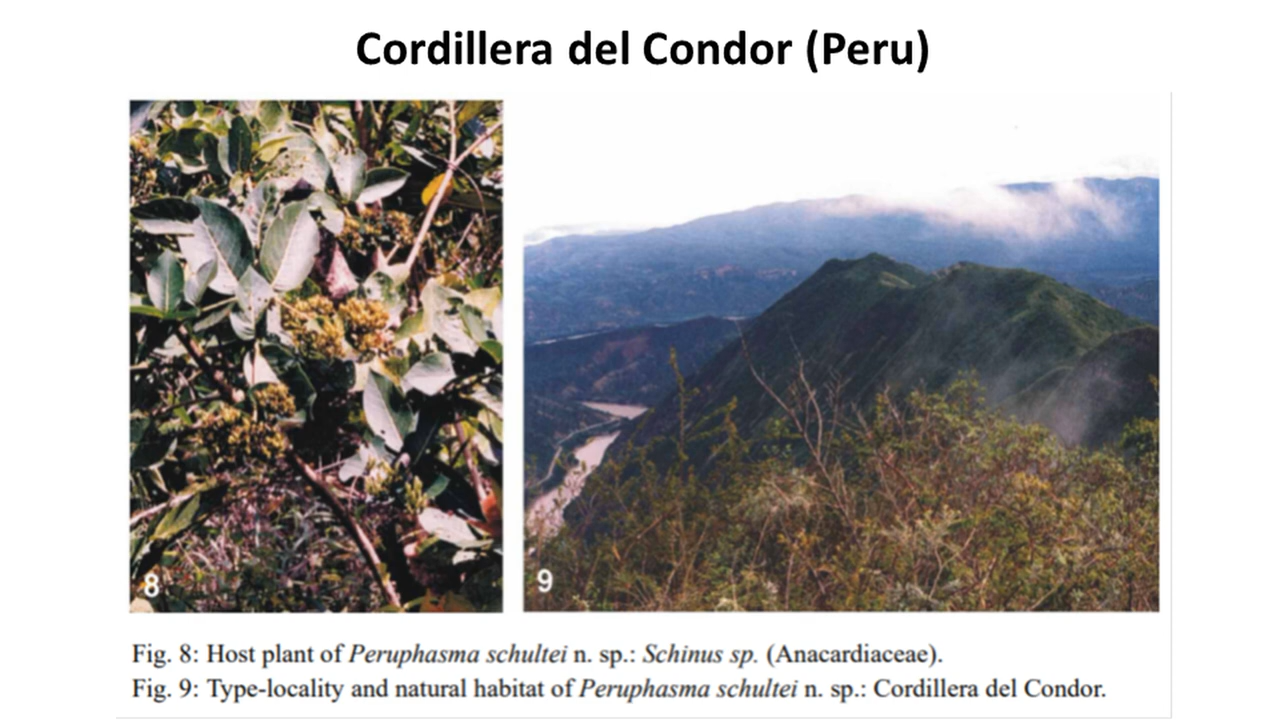 Cordillera del Condor (Peru)
8
9
Fig. 8: Host plant of Peruphasma schultei n. sp.: Schinus sp. (Anacardiaceae).
Fig. 9: Type-locality and natural habitat of Peruphasma schultei n. sp.: Cordillera del Condor.